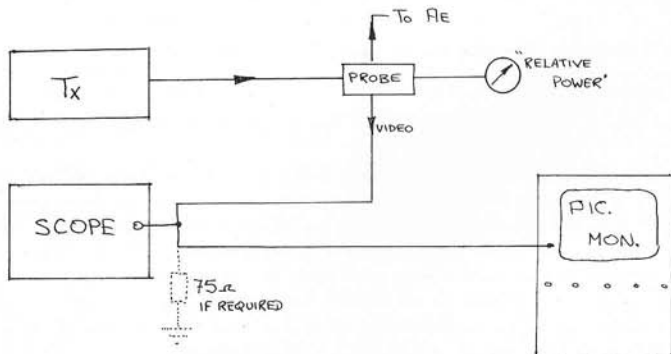 To AE
Tx
PROBE
"RELATIVE
POWER"
VIDEO
SCOPE
PIC.
MON.
75Ω
IF REQUIRED